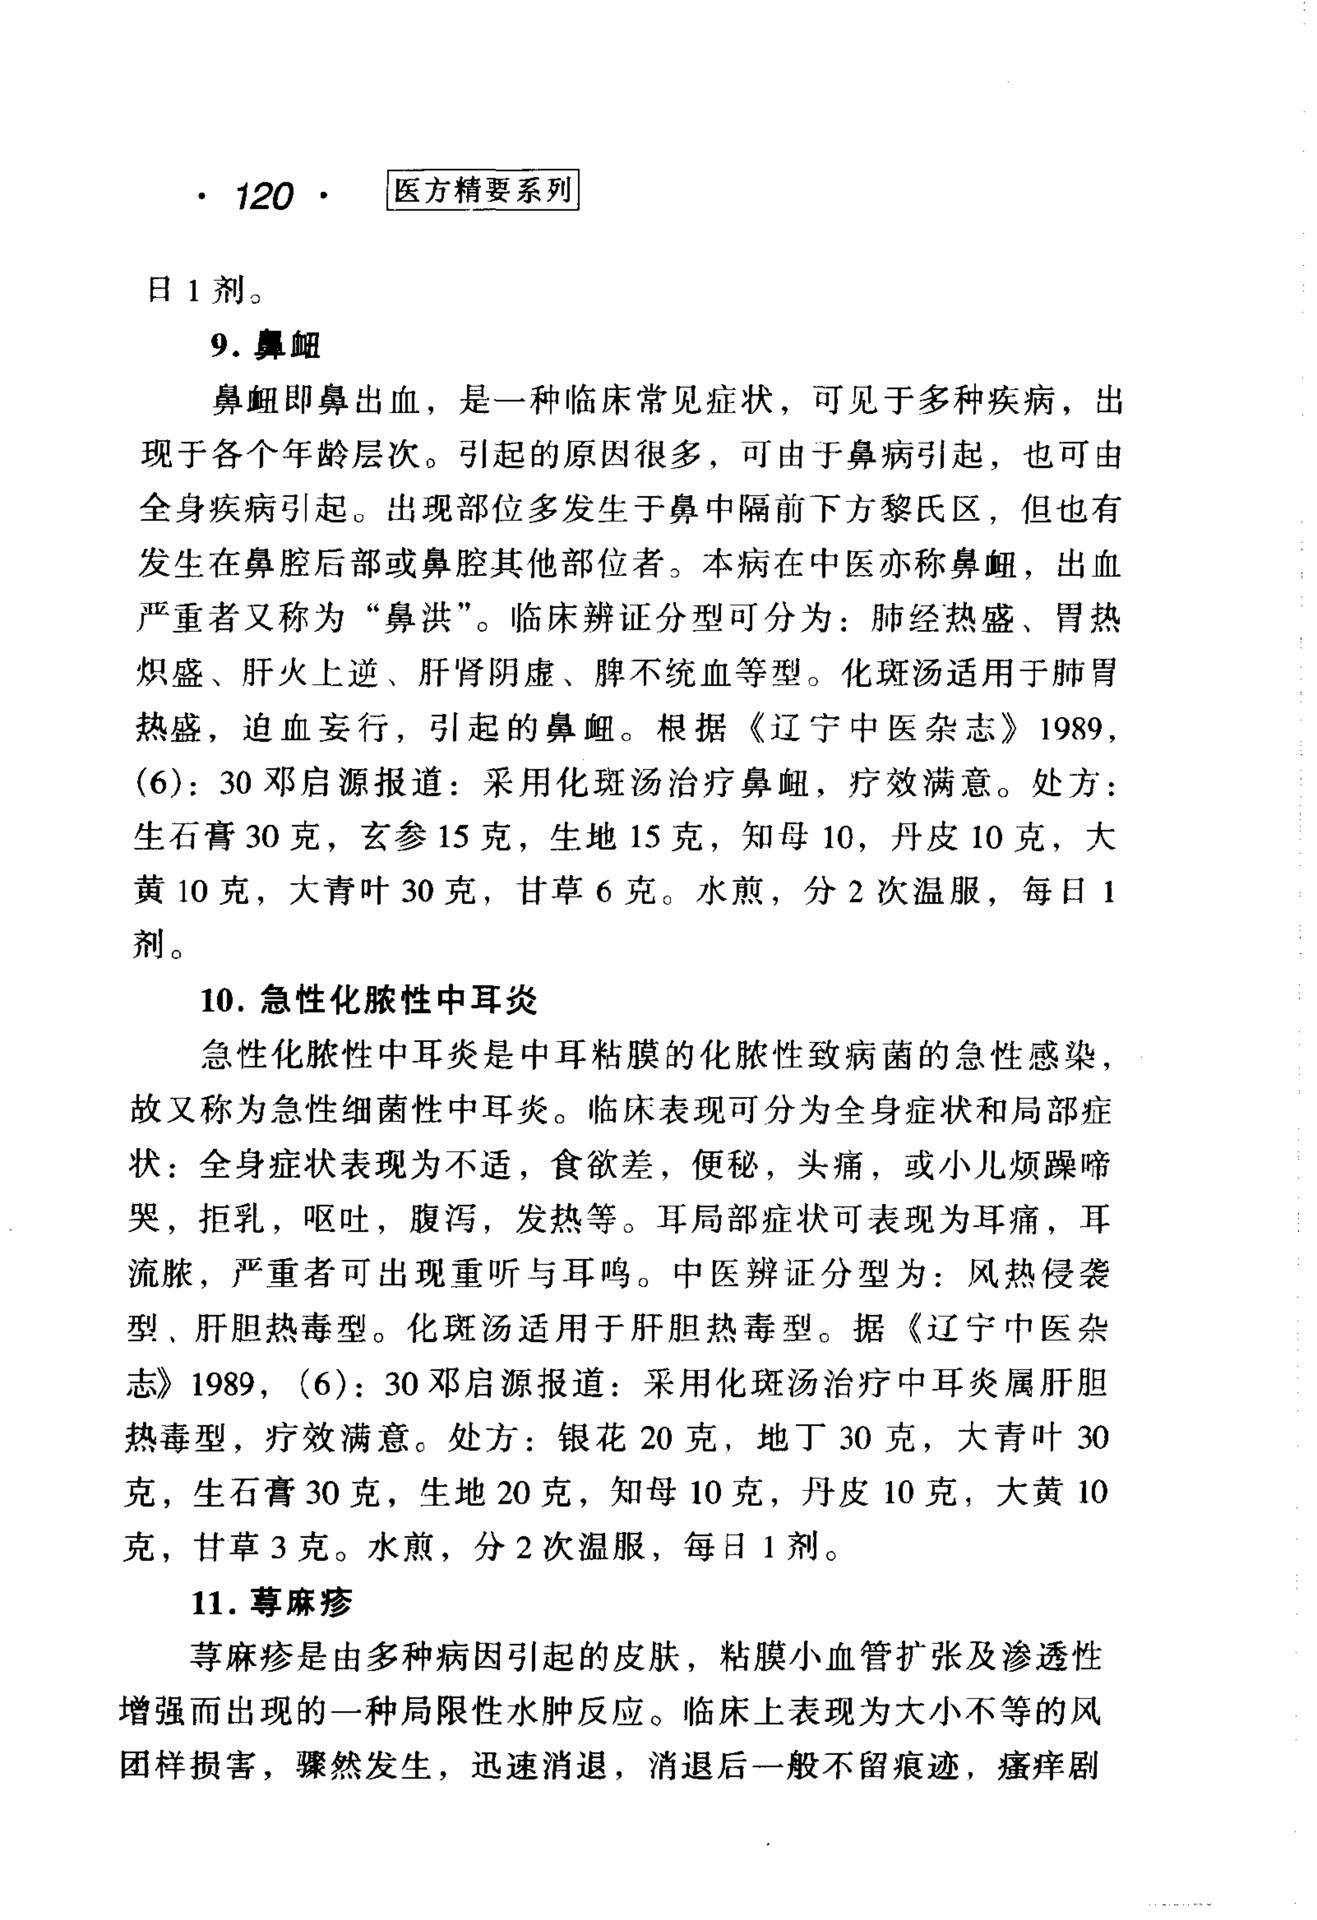 · 120 · 医方精要系列
日 1 剂。
9. 鼻衄
鼻衄即鼻出血，是一种临床常见症状，可见于多种疾病，出
现于各个年龄层次。引起的原因很多，可由于鼻病引起，也可由
全身疾病引起。出现部位多发生于鼻中隔前下方黎氏区，但也有
发生在鼻腔后部或鼻腔其他部位者。本病在中医亦称鼻衄，出血
严重者又称为“鼻洪”。临床辨证分型可分为：肺经热盛、胃热
炽盛、肝火上逆、肝肾阴虚、脾不统血等型。化斑汤适用于肺胃
热盛，迫血妄行，引起的鼻衄。根据《辽宁中医杂志》1989，
(6)：30 邓启源报道：采用化斑汤治疗鼻衄，疗效满意。处方：
生石膏 30 克，玄参 15 克，生地 15 克，知母 10，丹皮 10 克，大
黄 10 克，大青叶 30 克，甘草 6 克。水煎，分 2 次温服，每日 1
剂。
10. 急性化脓性中耳炎
急性化脓性中耳炎是中耳粘膜的化脓性致病菌的急性感染，
故又称为急性细菌性中耳炎。临床表现可分为全身症状和局部症
状：全身症状表现为不适，食欲差，便秘，头痛，或小儿烦躁啼
哭，拒乳，呕吐，腹泻，发热等。耳局部症状可表现为耳痛，耳
流脓，严重者可出现重听与耳鸣。中医辨证分型为：风热侵袭
型、肝胆热毒型。化斑汤适用于肝胆热毒型。据《辽宁中医杂
志》1989，(6)：30 邓启源报道：采用化斑汤治疗中耳炎属肝胆
热毒型，疗效满意。处方：银花 20 克，地丁 30 克，大青叶 30
克，生石膏 30 克，生地 20 克，知母 10 克，丹皮 10 克，大黄 10
克，甘草 3 克。水煎，分 2 次温服，每日 1 剂。
11. 荨麻疹
荨麻疹是由多种病因引起的皮肤，粘膜小血管扩张及渗透性
增强而出现的一种局限性水肿反应。临床上表现为大小不等的风
团样损害，骤然发生，迅速消退，消退后一般不留痕迹，瘙痒剧